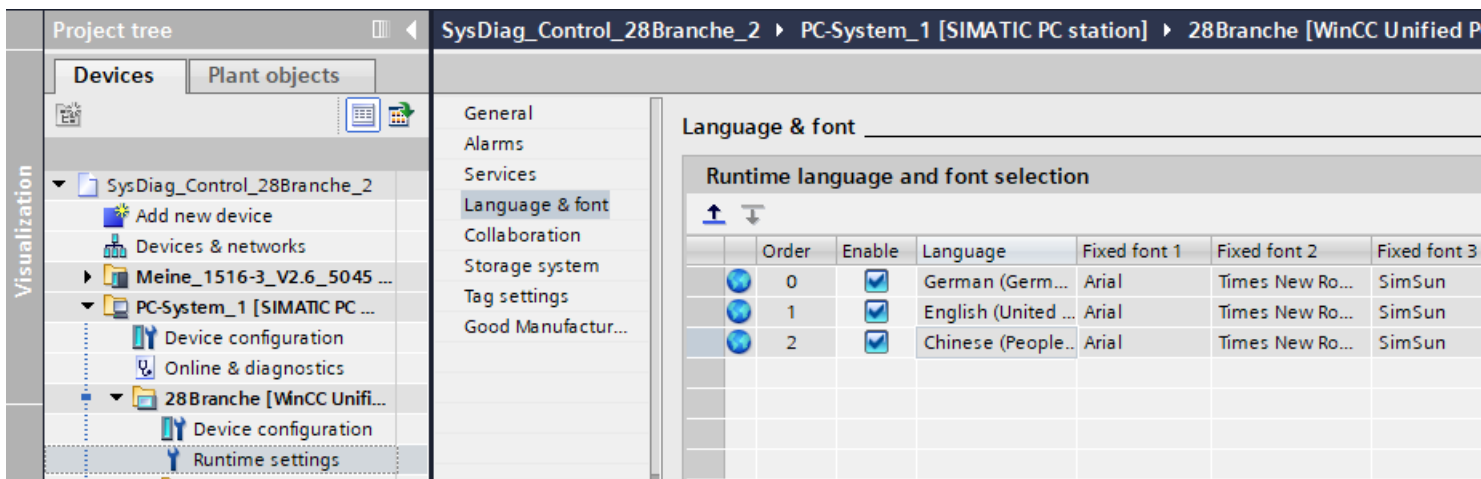 Project tree
SysDiag_Control_28Branche_2 PC-System_1 [SIMATIC PC station] 28Branche [WinCC Unified P
Visualization
Devices Plant objects
SysDiag_Control_28Branche_2
Add new device
Devices & networks
Meine_1516-3_V2.6_5045 ...
PC-System_1 [SIMATIC PC ...
Device configuration
Online & diagnostics
28Branche [WinCC Unifi...
Device configuration
Runtime settings
General
Alarms
Services
Language & font
Collaboration
Storage system
Tag settings
Good Manufactur...
Language & font
Runtime language and font selection
Order Enable Language Fixed font 1 Fixed font 2 Fixed font 3
0 German (Germ... Arial Times New Ro... SimSun
1 English (United ... Arial Times New Ro... SimSun
2 Chinese (People... Arial Times New Ro... SimSun